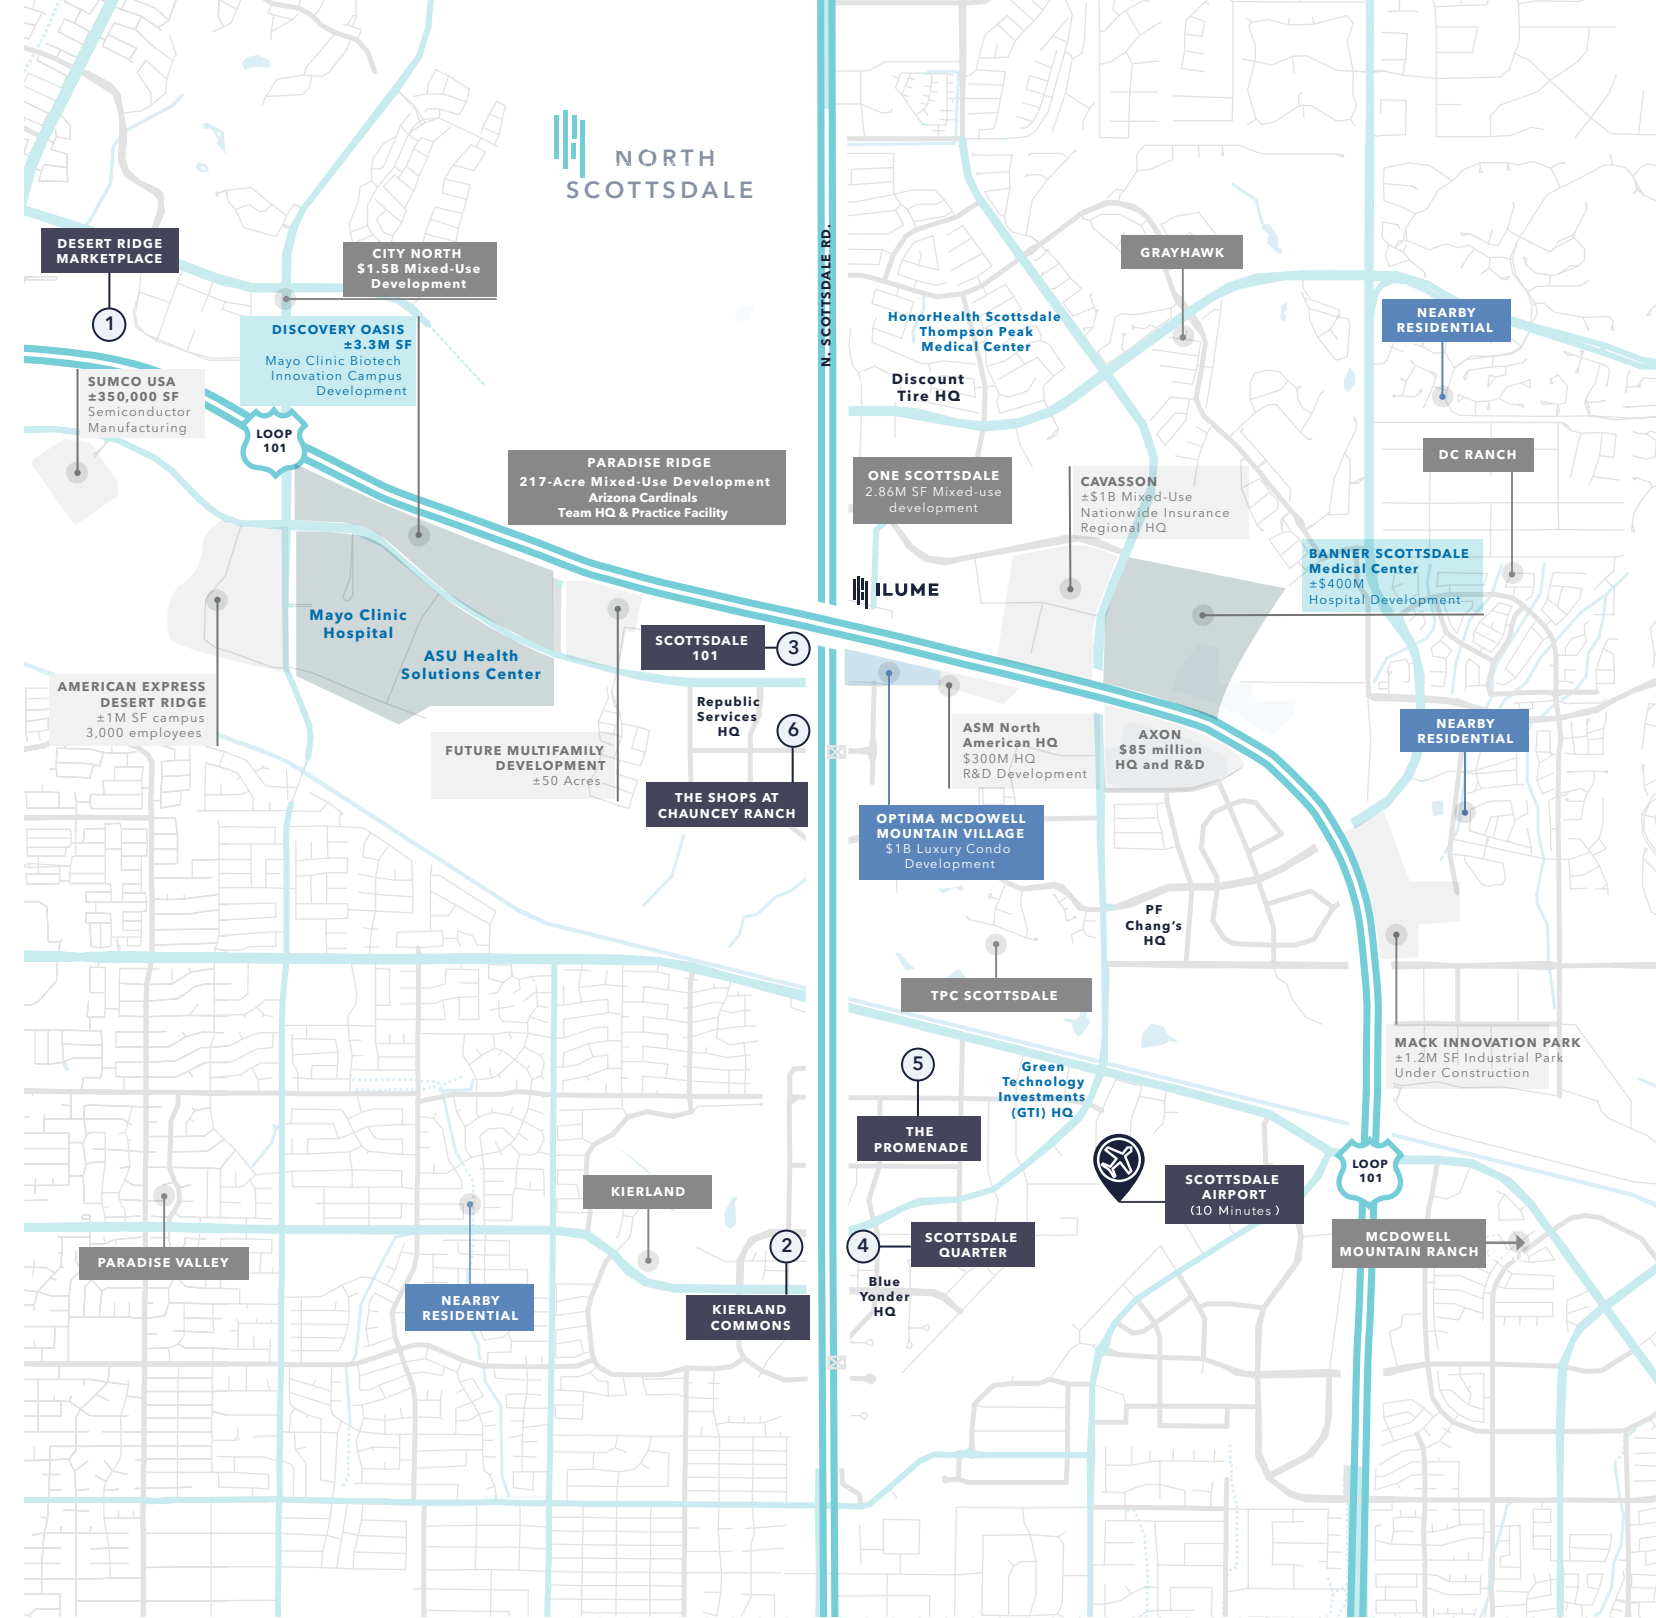 NORTH
SCOTTSDALE
N. SCOTTSDALE RD.
DESERT RIDGE
MARKETPLACE
1
CITY NORTH
$1.5B Mixed-Use
Development
GRAYHAWK
NEARBY
RESIDENTIAL
DISCOVERY OASIS
±3.3M SF
Mayo Clinic Biotech
Innovation Campus
Development
HonorHealth Scottsdale
Thompson Peak
Medical Center
Discount
Tire HQ
SUMCO USA
±350,000 SF
Semiconductor
Manufacturing
LOOP
101
PARADISE RIDGE
217-Acre Mixed-Use Development
Arizona Cardinals
Team HQ & Practice Facility
ONE SCOTTSDALE
2.86M SF Mixed-use
development
CAVASSON
±$1B Mixed-Use
Nationwide Insurance
Regional HQ
DC RANCH
BANNER SCOTTSDALE
Medical Center
±$400M
Hospital Development
ILUME
Mayo Clinic
Hospital
ASU Health
Solutions Center
SCOTTSDALE
101
3
AMERICAN EXPRESS
DESERT RIDGE
±1M SF campus
3,000 employees
Republic
Services
HQ
6
FUTURE MULTIFAMILY
DEVELOPMENT
±50 Acres
THE SHOPS AT
CHAUNCEY RANCH
ASM North
American HQ
$300M HQ
R&D Development
AXON
$85 million
HQ and R&D
NEARBY
RESIDENTIAL
OPTIMA MCDOWELL
MOUNTAIN VILLAGE
$1B Luxury Condo
Development
PF
Chang's
HQ
TPC SCOTTSDALE
MACK INNOVATION PARK
±1.2M SF Industrial Park
Under Construction
5
THE
PROMENADE
Green
Technology
Investments
(GTI) HQ
SCOTTSDALE
AIRPORT
(10 Minutes )
LOOP
101
KIERLAND
PARADISE VALLEY
NEARBY
RESIDENTIAL
2
KIERLAND
COMMONS
4
SCOTTSDALE
QUARTER
Blue
Yonder
HQ
MCDOWELL
MOUNTAIN RANCH